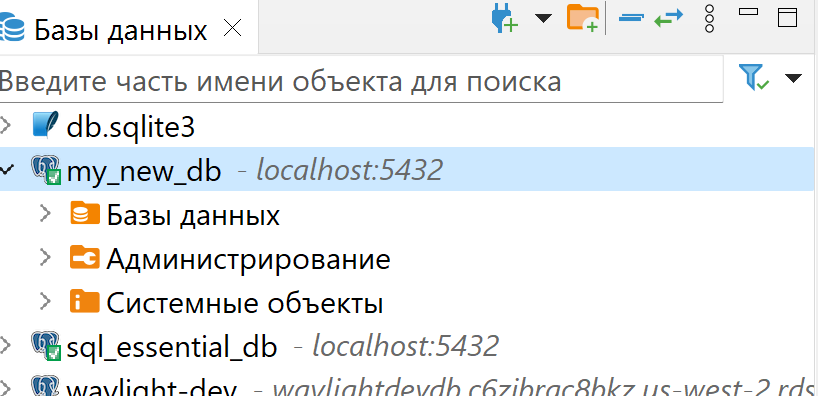 Базы данных
Введите часть имени объекта для поиска
db.sqlite3
my_new_db - localhost:5432
Базы данных
Администрирование
Системные объекты
sql_essential_db - localhost:5432
waylight-dev - waylightdevdb.c6zibrac8bkz.us-west-2.rds